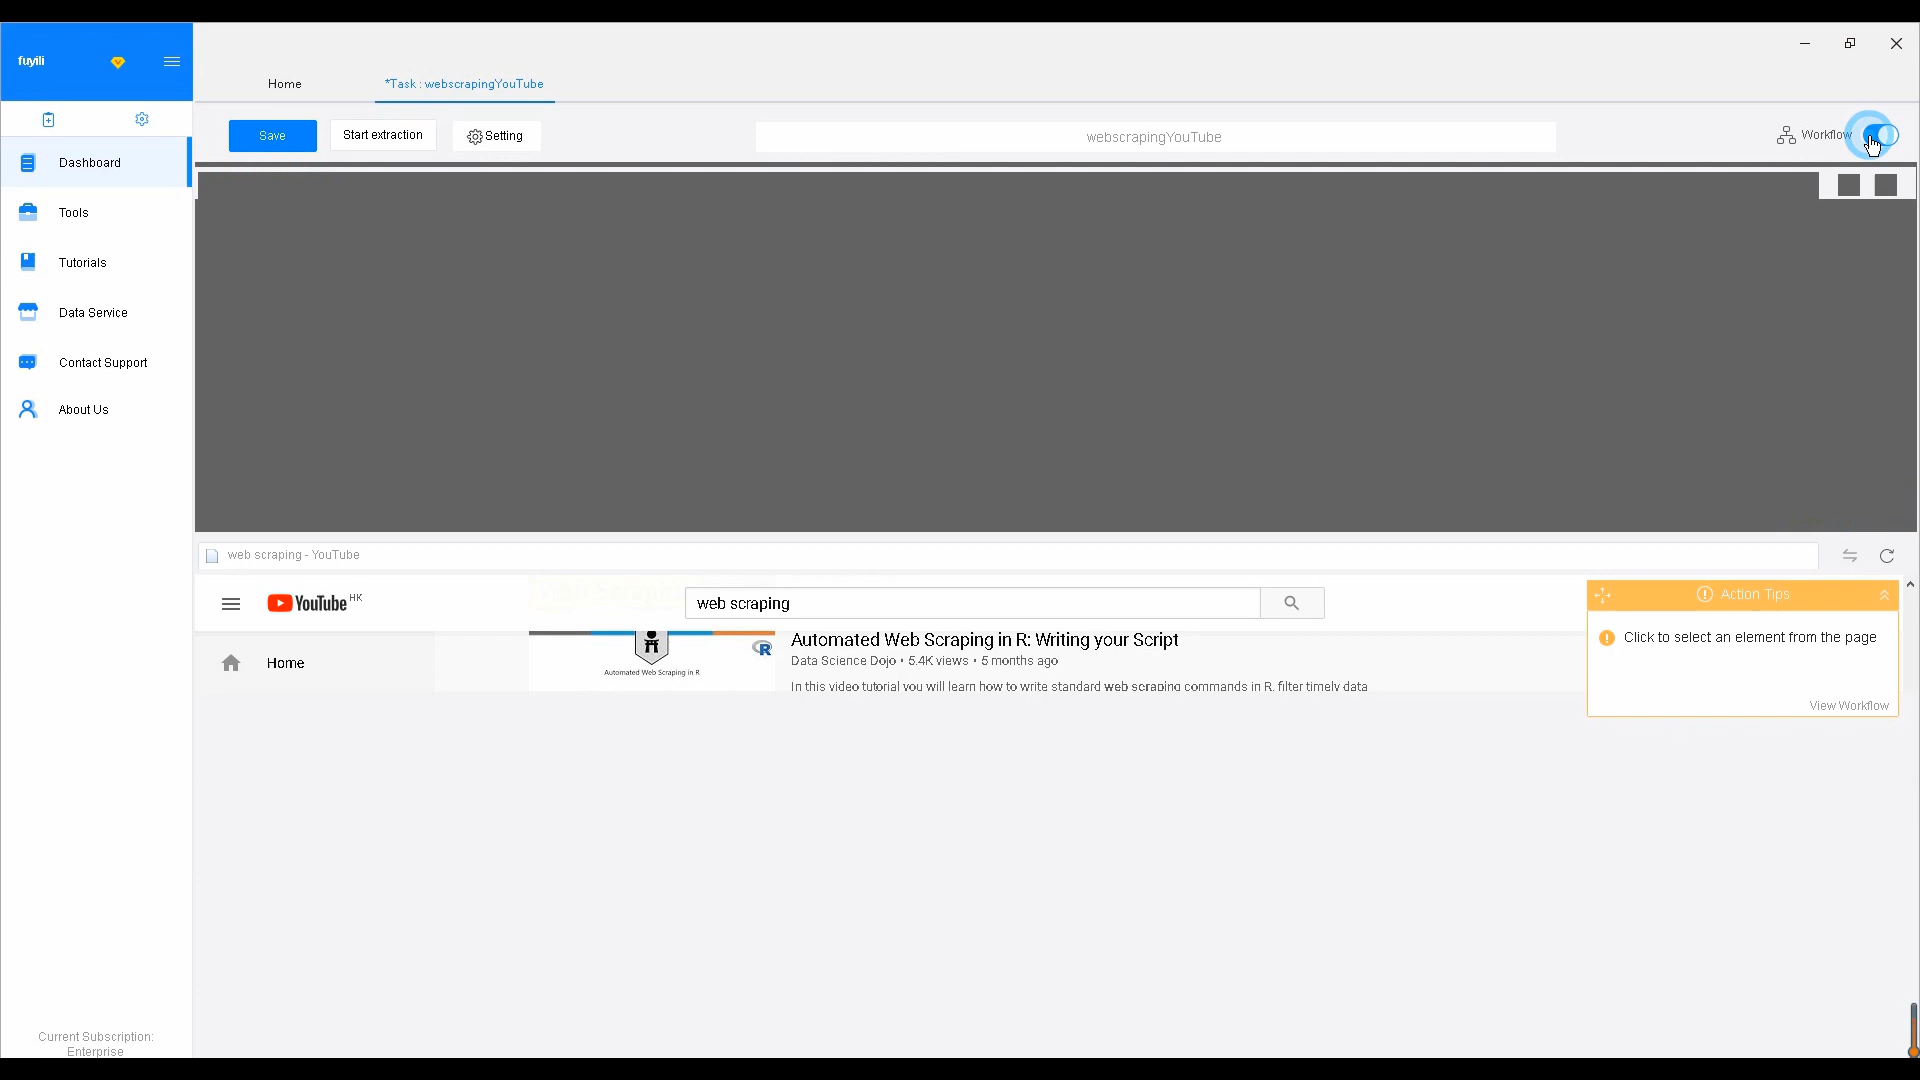 fuyili
Home
*Task : webscrapingYouTube
Save
Start extraction
Setting
webscrapingYouTube
Workflow
Dashboard
Tools
Tutorials
Data Service
Contact Support
About Us
web scraping - YouTube
YouTube HK
web scraping
Action Tips
Click to select an element from the page
View Workflow
Home
Automated Web Scraping in R
Automated Web Scraping in R: Writing your Script
Data Science Dojo • 5.4K views • 5 months ago
In this video tutorial you will learn how to write standard web scraping commands in R, filter timely data
Current Subscription:
Enterprise